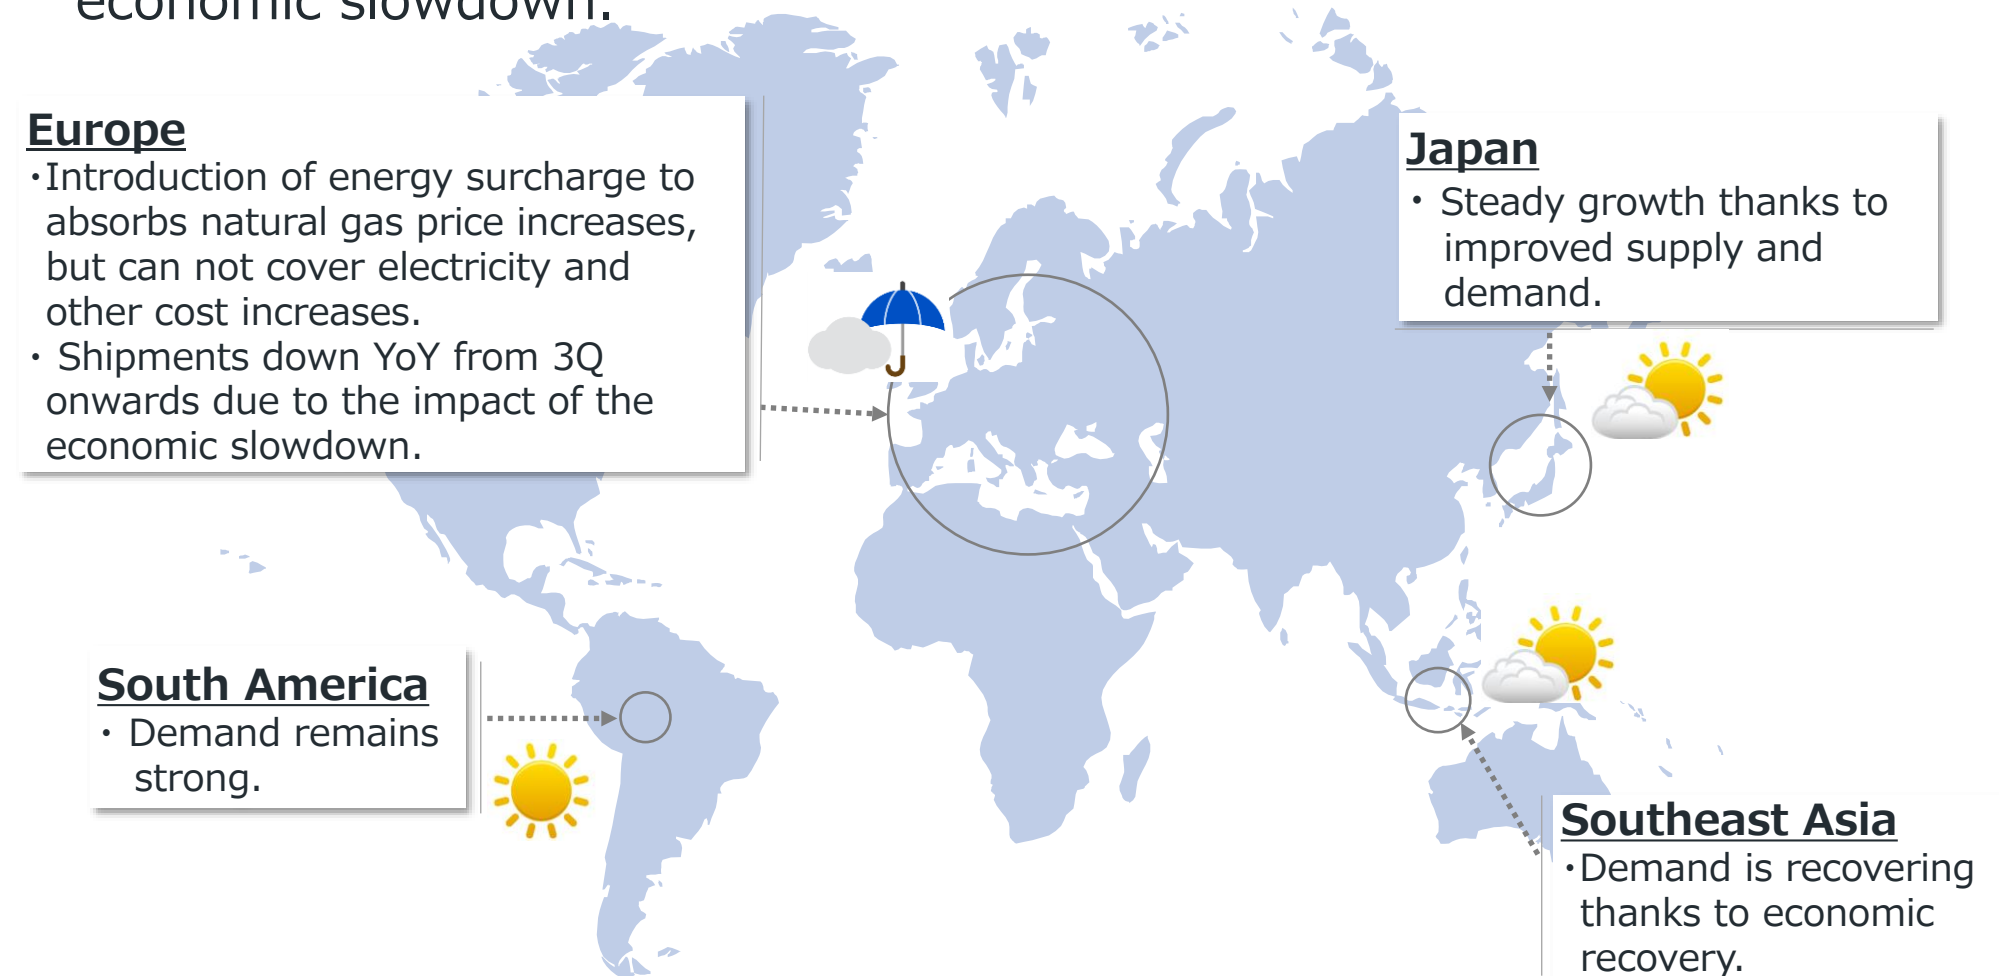 economic slowdown.
Europe
・Introduction of energy surcharge to
absorbs natural gas price increases,
but can not cover electricity and
other cost increases.
・ Shipments down YoY from 3Q
onwards due to the impact of the
economic slowdown.
Japan
・ Steady growth thanks to
improved supply and
demand.
South America
・ Demand remains
strong.
Southeast Asia
・Demand is recovering
thanks to economic
recovery.